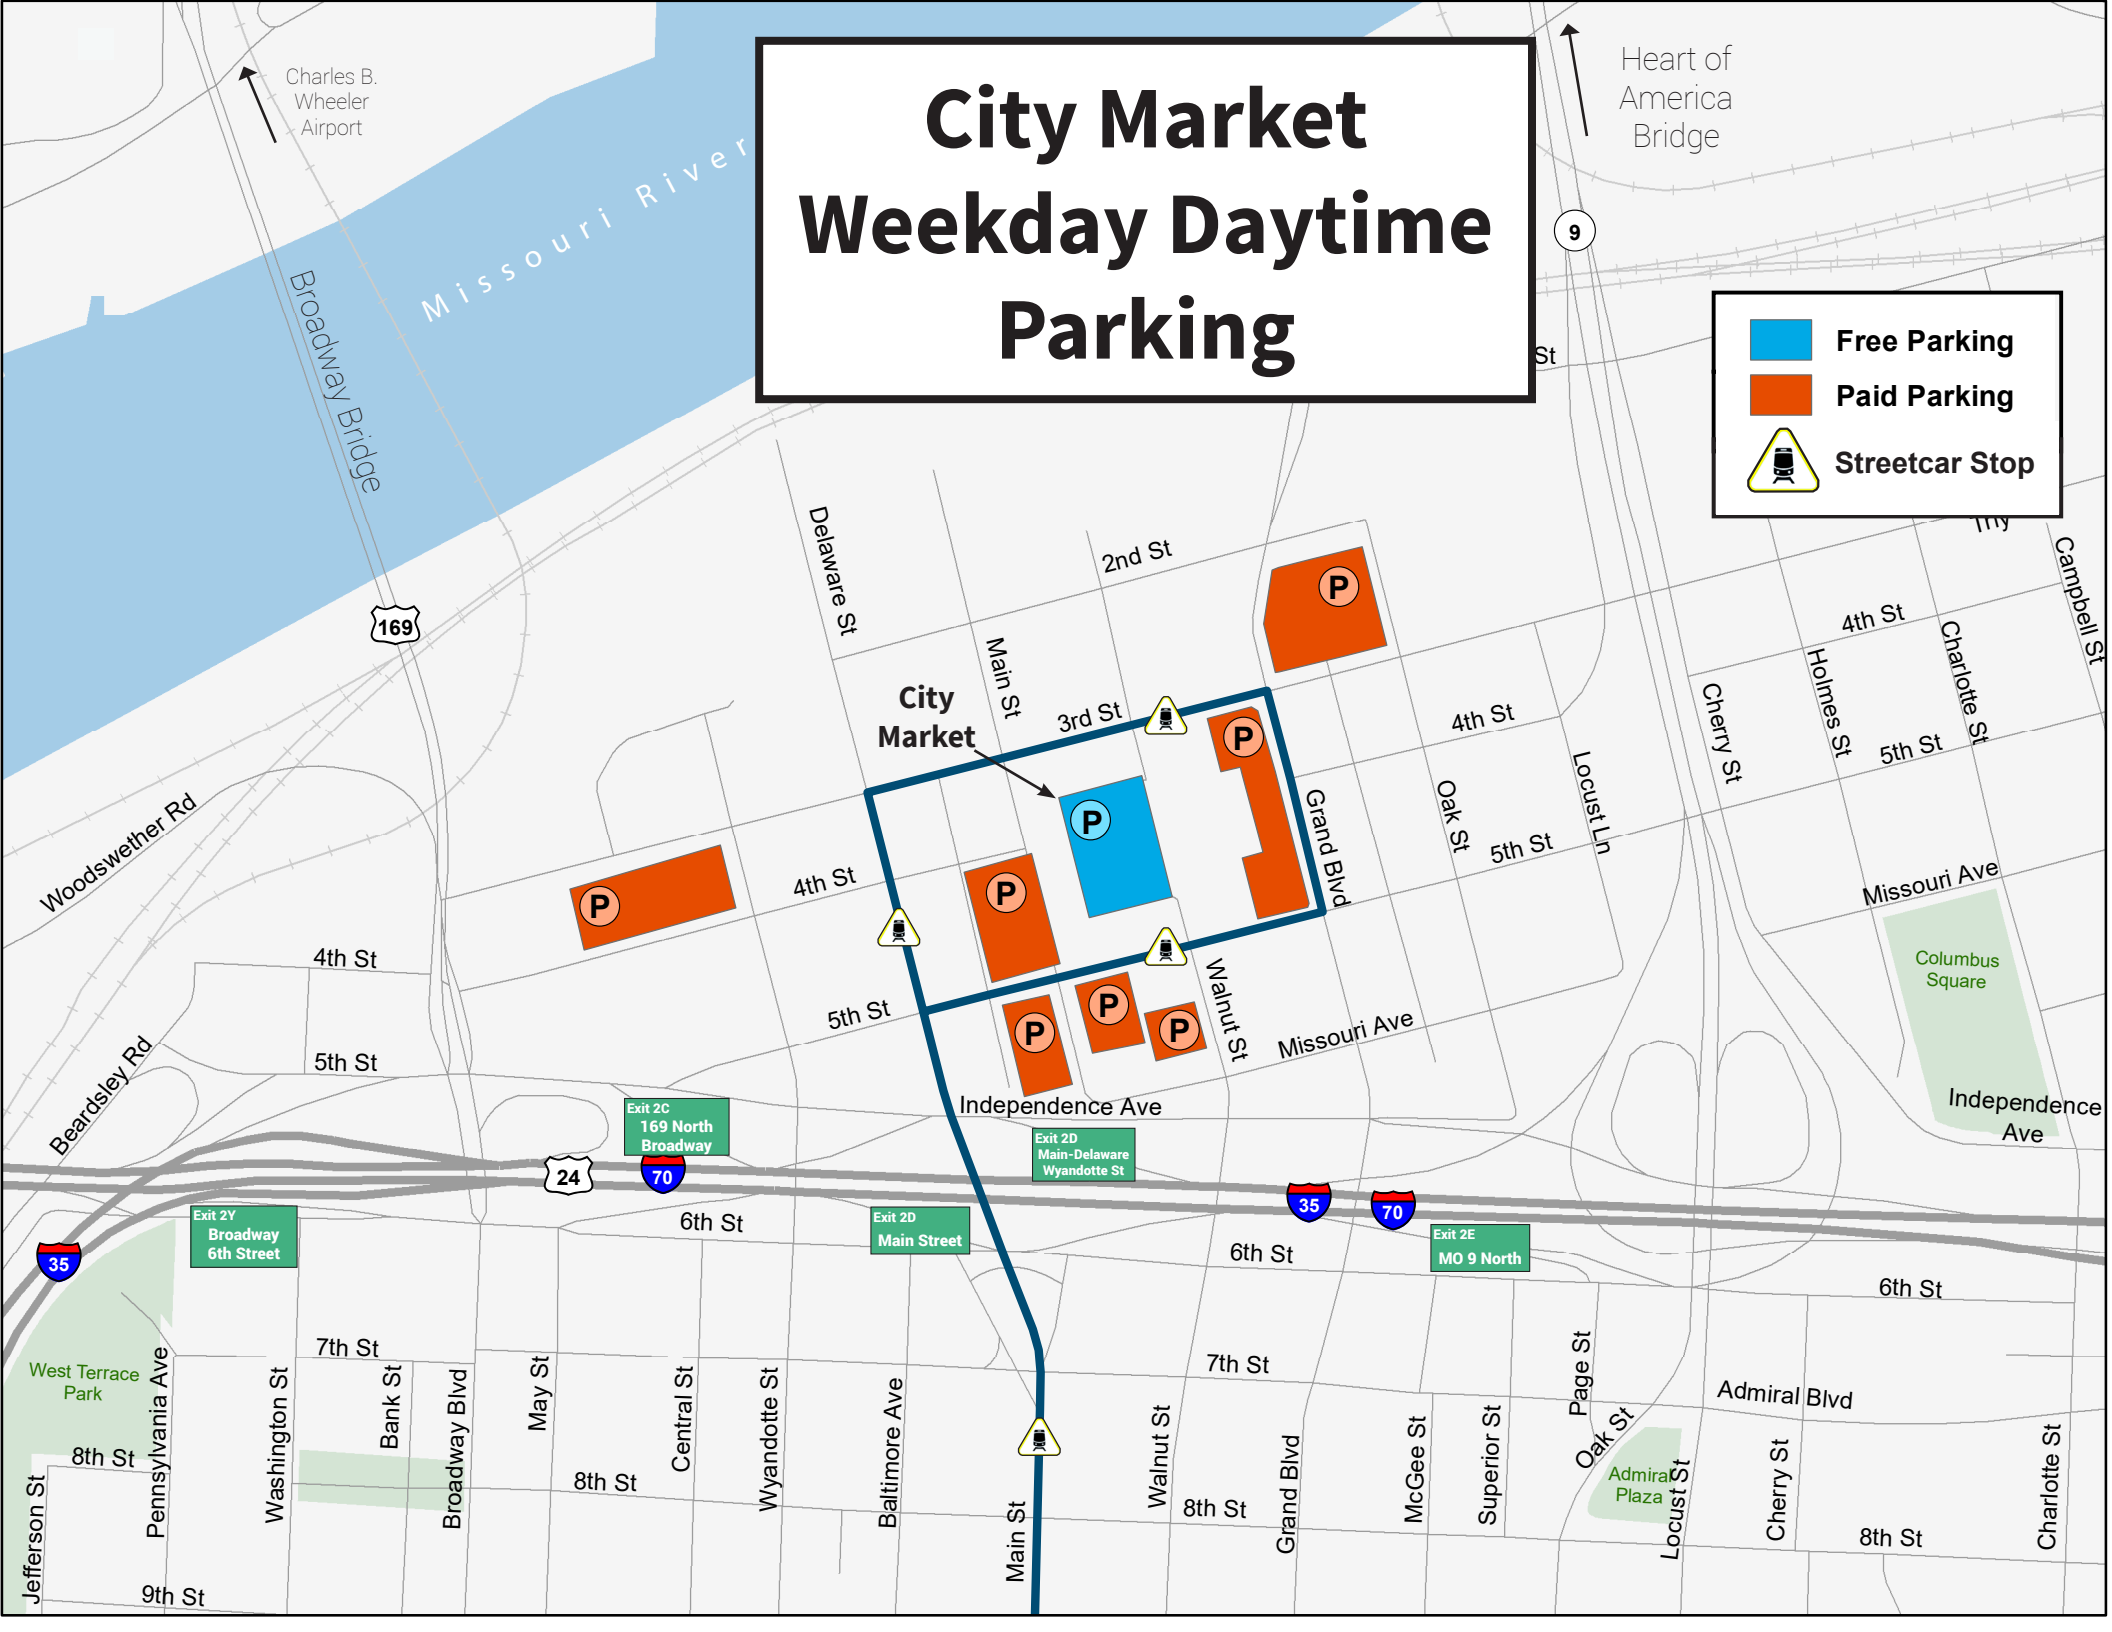 City Market
Weekday Daytime
Parking
Charles B.
Wheeler
Airport
Heart of
America
Bridge
Missouri River
Broadway Bridge
9
St
Free Parking
Paid Parking
Streetcar Stop
169
Delaware St
2nd St
P
Main St
City
Market
3rd St
P
P
P
P
4th St
Grand Blvd
4th St
Oak St
5th St
Locust Ln
Cherry St
4th St
Holmes St
Charlotte St
Campbell St
5th St
Missouri Ave
Columbus
Square
Independence
Ave
Woodswether Rd
4th St
5th St
Beardsley Rd
5th St
P
P
P
Walnut St
Missouri Ave
Independence Ave
Exit 2C
169 North
Broadway
Exit 2D
Main-Delaware
Wyandotte St
24
70
35
70
Exit 2Y
Broadway
6th Street
35
6th St
Exit 2D
Main Street
6th St
Exit 2E
MO 9 North
6th St
West Terrace
Park
7th St
7th St
Admiral Blvd
Pennsylvania Ave
Washington St
Bank St
Broadway Blvd
May St
Central St
Wyandotte St
Baltimore Ave
Main St
Walnut St
Grand Blvd
McGee St
Superior St
Page St
Oak St
Admiral
Plaza
Locust St
Cherry St
Charlotte St
8th St
8th St
8th St
8th St
Jefferson St
9th St